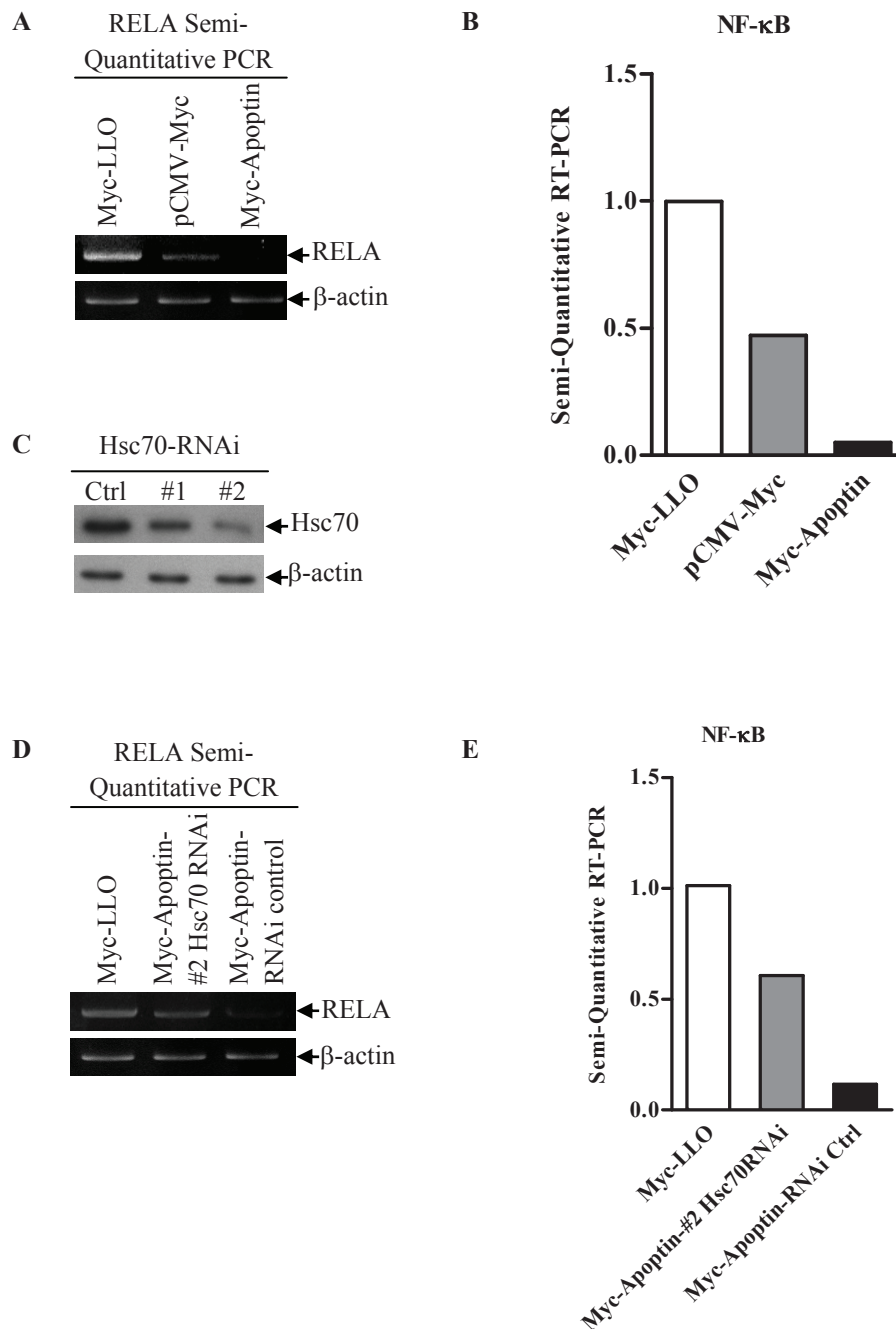 A
RELA Semi-
Quantitative PCR
Myc-LLO
pCMV-Myc
Myc-Apoptin
RELA
β-actin
B
NF-κB
Semi-Quantitative RT-PCR
1.5
1.0
0.5
0.0
Myc-LLO
pCMV-Myc
Myc-Apoptin
C
Hsc70-RNAi
Ctrl #1 #2
Hsc70
β-actin
D
RELA Semi-
Quantitative PCR
Myc-LLO
Myc-Apoptin-
#2 Hsc70 RNAi
Myc-Apoptin-
RNAi control
RELA
β-actin
E
NF-κB
Semi-Quantitative RT-PCR
1.5
1.0
0.5
0.0
Myc-LLO
Myc-Apoptin-#2 Hsc70RNAi
Myc-Apoptin-RNAi Ctrl